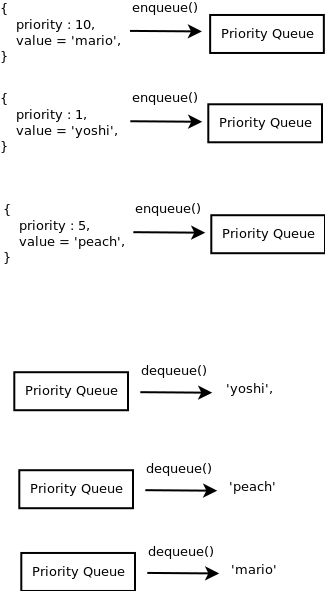 {
priority : 10,
value = 'mario',
}
enqueue()
Priority Queue
{
priority : 1,
value = 'yoshi',
}
enqueue()
Priority Queue
{
priority : 5,
value = 'peach',
}
enqueue()
Priority Queue
Priority Queue
dequeue()
'yoshi',
Priority Queue
dequeue()
'peach'
Priority Queue
dequeue()
'mario'